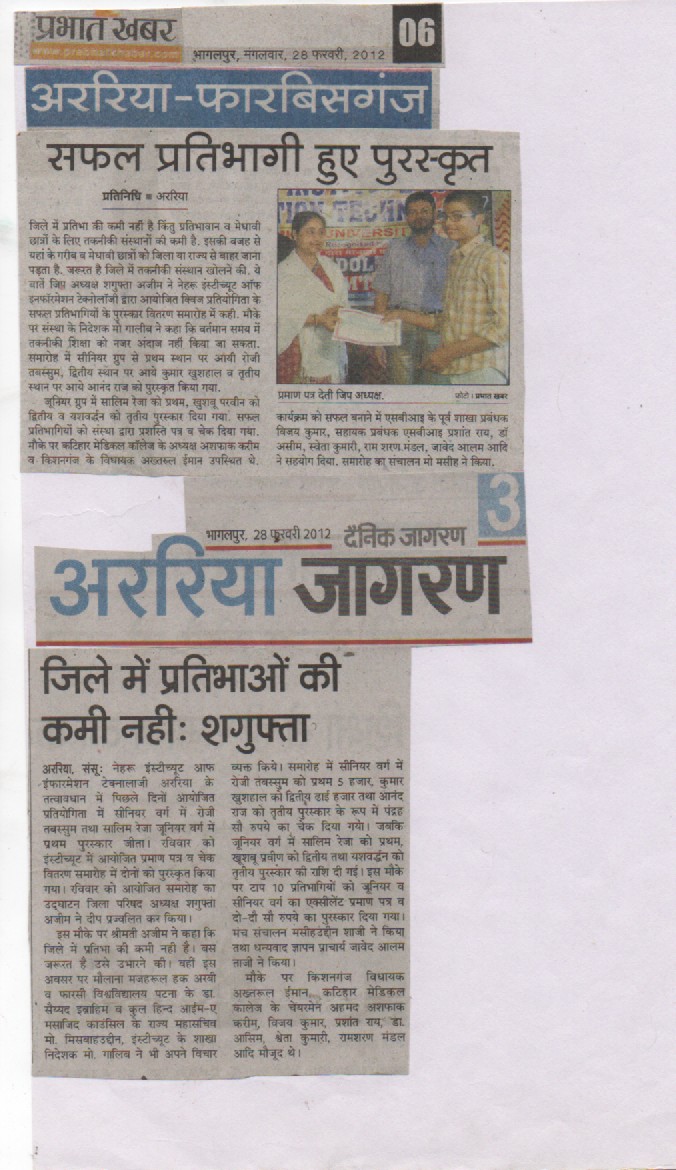 प्रभात खबर
www.prabhatkhabar.com
भागलपुर, मंगलवार, 28 फरवरी, 2012
06
अररिया-फारबिसगंज
सफल प्रतिभागी हुए पुरस्कृत
प्रतिनिधि ■ अररिया
जिले में प्रतिभा की कमी नहीं है किंतु प्रतिभावान व मेधावी
छात्रों के लिए तकनीकी संस्थानों की कमी है. इसकी वजह से
यहां के गरीब व मेधावी छात्रों को जिला या राज्य से बाहर जाना
पड़ता है. जरूरत है जिले में तकनीकी संस्थान खोलने की. ये
बातें जिप अध्यक्ष शगुफ्ता अजीम ने नेहरू इंस्टीच्यूट ऑफ
इनफॉरमेशन टेक्नोलॉजी द्वारा आयोजित क्विज प्रतियोगिता के
सफल प्रतिभागियों के पुरस्कार वितरण समारोह में कही. मौके
पर संस्था के निदेशक मो गालीब ने कहा कि वर्तमान समय में
तकनीकी शिक्षा को नजर अंदाज नहीं किया जा सकता.
समारोह में सीनियर ग्रुप से प्रथम स्थान पर आयी रोजी
तबस्सुम, द्वितीय स्थान पर आये कुमार खुशहाल व तृतीय
स्थान पर आये आनंद राज को पुरस्कृत किया गया.
जूनियर ग्रुप में सालिम रेजा को प्रथम, खुशबू परवीन को
द्वितीय व यशवर्द्धन को तृतीय पुरस्कार दिया गया. सफल
प्रतिभागियों को संस्था द्वारा प्रशस्ति पत्र व चेक दिया गया.
मौके पर कटिहार मेडिकल कॉलेज के अध्यक्ष अशफाक करीम
व किशनगंज के विधायक अख्तरुल ईमान उपस्थित थे.
TION TECHN
UNIVERSITY
प्रमाण पत्र देती जिप अध्यक्ष.
फोटो : प्रभात खबर
कार्यक्रम को सफल बनाने में एसबीआइ के पूर्व शाखा प्रबंधक
विजय कुमार, सहायक प्रबंधक एसबीआइ प्रशांत राय, डॉ
असीम, स्वेता कुमारी, राम शरण मंडल, जावेद आलम आदि
ने सहयोग दिया. समारोह का संचालन मो मसीह ने किया.
भागलपुर, 28 फरवरी 2012
दैनिक जागरण
3
अररिया जागरण
जिले में प्रतिभाओं की
कमी नहीं: शगुफ्ता
अररिया, संसू: नेहरू इंस्टीच्यूट आफ
इंफारमेशन टेक्नालाजी अररिया के
तत्वावधान में पिछले दिनों आयोजित
प्रतियोगिता में सीनियर वर्ग में रोजी
तबस्सुम तथा सालिम रेजा जूनियर वर्ग में
प्रथम पुरस्कार जीता। रविवार को
इंस्टीच्यूट में आयोजित प्रमाण पत्र व चेक
वितरण समारोह में दोनों को पुरस्कृत किया
गया। रविवार को आयोजित समारोह का
उद्घाटन जिला परिषद अध्यक्ष शगुफ्ता
अजीम ने दीप प्रज्वलित कर किया।
इस मौके पर श्रीमती अजीम ने कहा कि
जिले में प्रतिभा की कमी नहीं है। बस
जरूरत है उसे उभारने की। वहीं इस
अवसर पर मौलाना मजहरूल हक अरबी
व फारसी विश्वविद्यालय पटना के डा.
सैय्यद इब्राहिम व कुल हिन्द आईम-ए
मसाजिद काउंसिल के राज्य महासचिव
मो. मिसबाहउद्दीन, इंस्टीच्यूट के शाखा
निदेशक मो. गालिब ने भी अपने विचार
व्यक्त किये। समारोह में सीनियर वर्ग में
रोजी तबस्सुम को प्रथम 5 हजार, कुमार
खुशहाल को द्वितीय ढाई हजार तथा आनंद
राज को तृतीय पुरस्कार के रूप में पंद्रह
सौ रुपये का चेक दिया गया। जबकि
जूनियर वर्ग में सालिम रेजा को प्रथम,
खुशबू प्रवीण को द्वितीय तथा यशवर्द्धन को
तृतीय पुरस्कार की राशि दी गई। इस मौके
पर टाप 10 प्रतिभागियों को जूनियर व
सीनियर वर्ग का एक्सीलेंट प्रमाण पत्र व
दो-दो सौ रुपये का पुरस्कार दिया गया।
मंच संचालन मसीहउद्दीन शाजी ने किया
तथा धन्यवाद ज्ञापन प्राचार्य जावेद आलम
ताजी ने किया।
मौके पर किशनगंज विधायक
अख्तरूल ईमान, कटिहार मेडिकल
कालेज के चेयरमेन अहमद अशफाक
करीम, विजय कुमार, प्रशांत राय, डा.
आसिम, श्वेता कुमारी, रामशरण मंडल
आदि मौजूद थे।